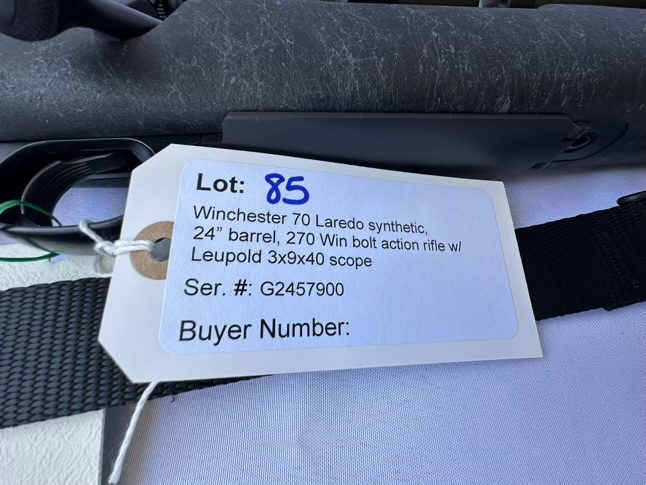 Lot: 85
Winchester 70 Laredo synthetic,
24” barrel, 270 Win bolt action rifle w/
Leupold 3x9x40 scope
Ser. #: G2457900
Buyer Number: